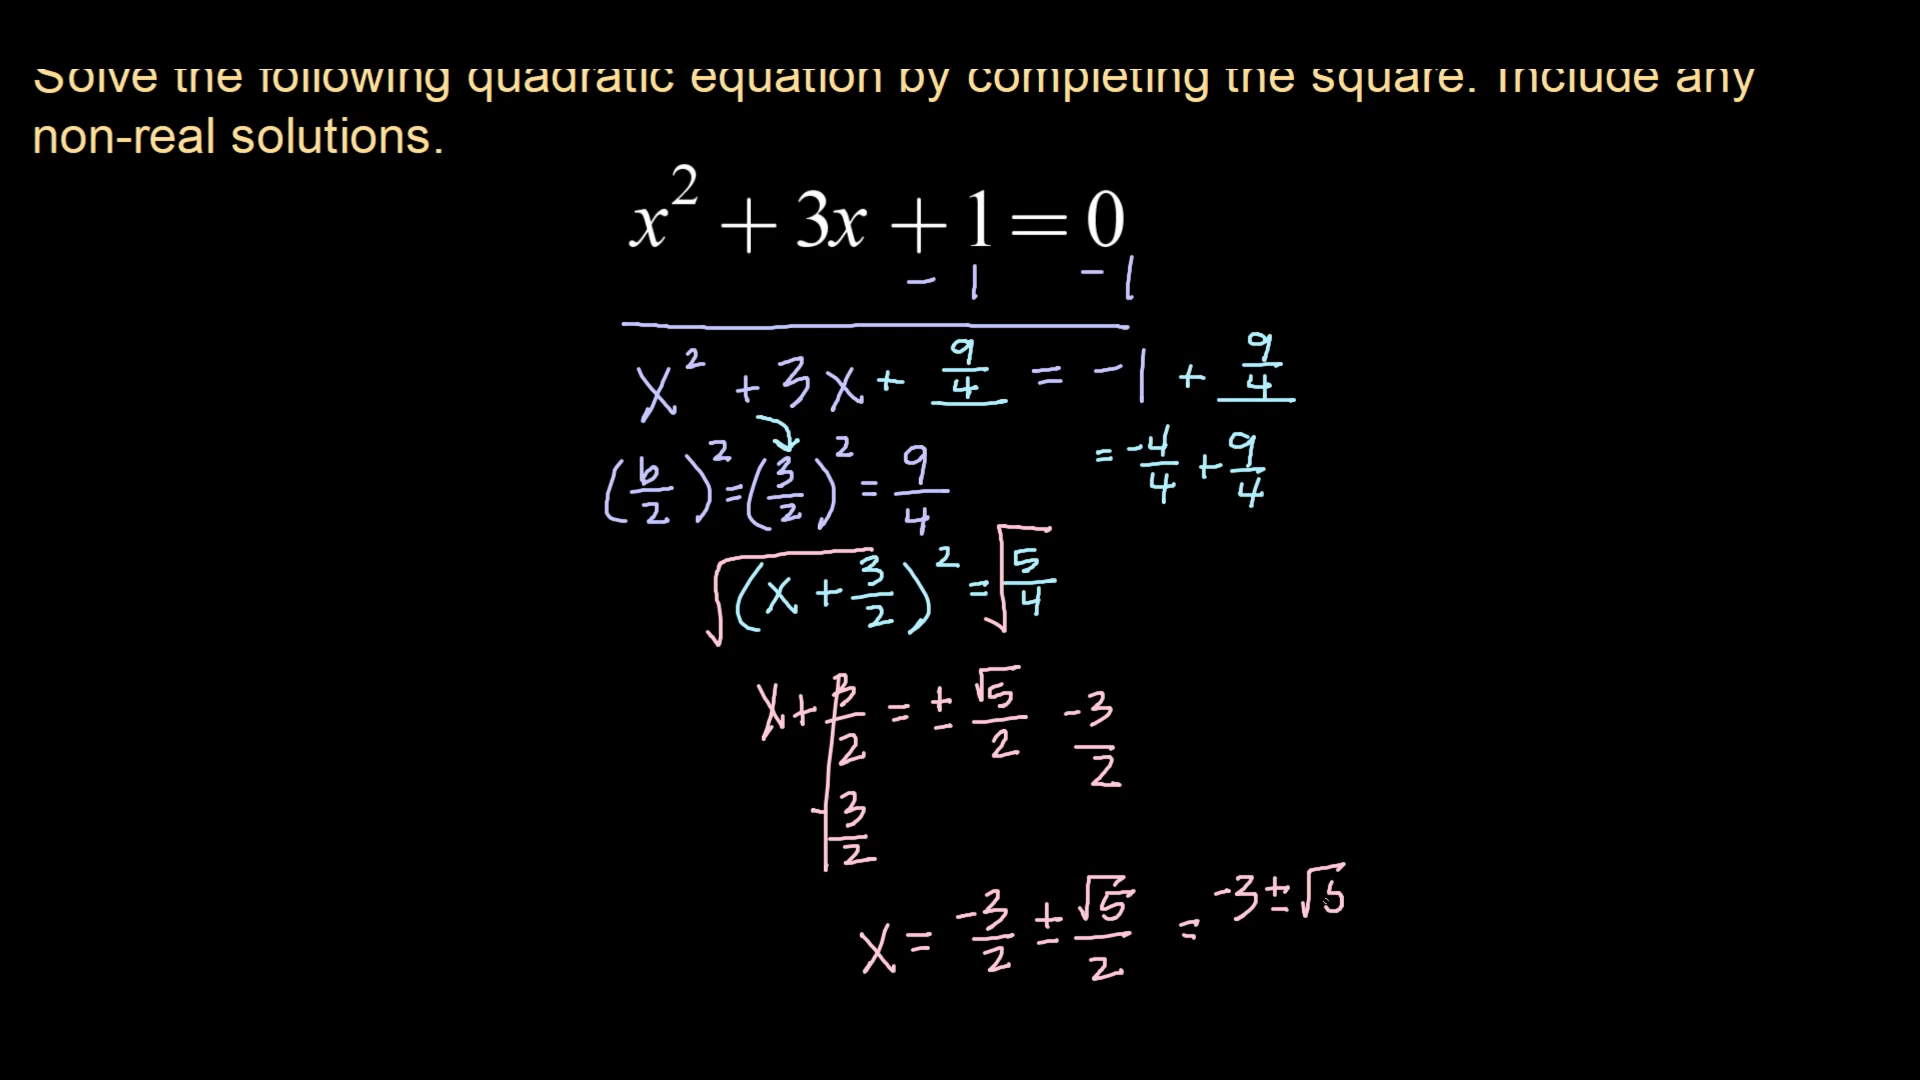 Solve the following quadratic equation by completing the square. Include any
non-real solutions.
x² + 3x + 1 = 0
- 1 - 1
x² + 3x + 9/4 = -1 + 9/4
(b/2)² = (3/2)² = 9/4
= -4/4 + 9/4
√(x + 3/2)² = √5/4
x + 3/2 = ± √5/2 - 3/2
- 3/2
x = -3/2 ± √5/2 = -3 ± √5